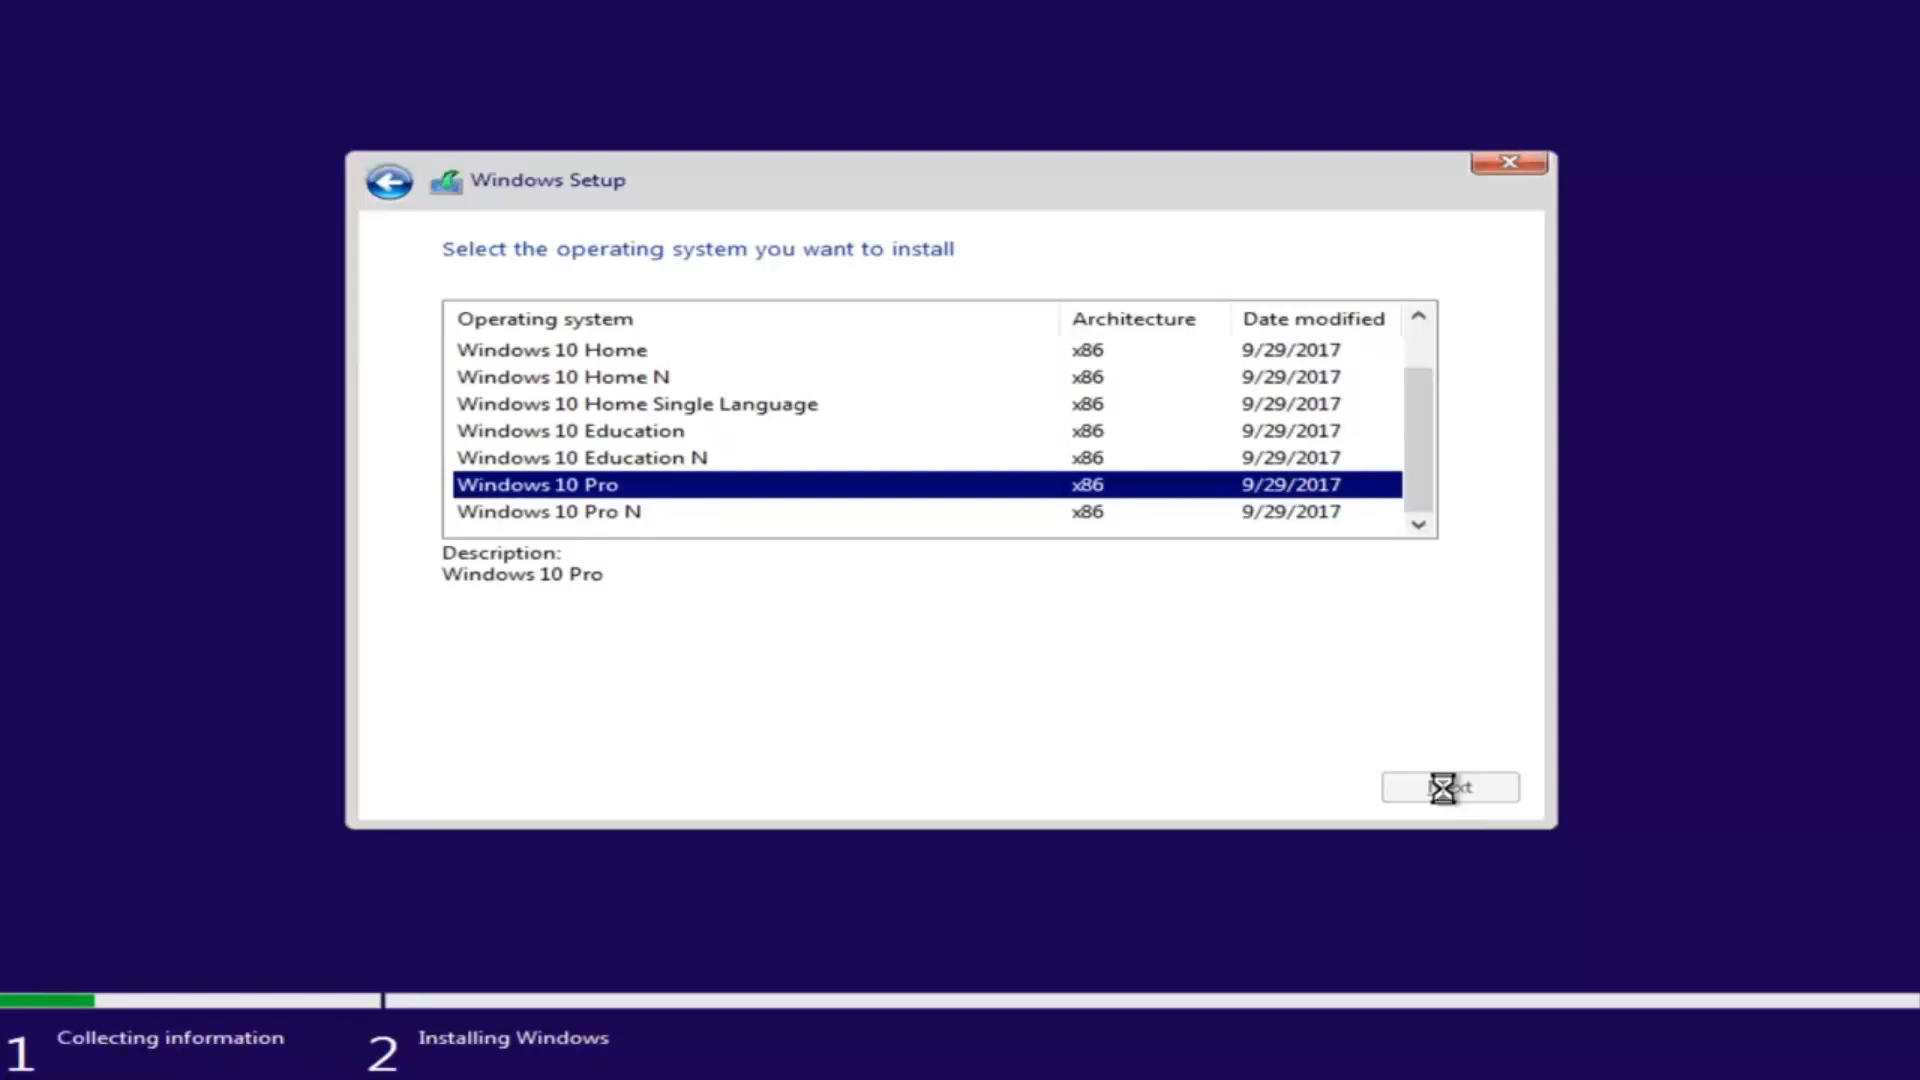 Windows Setup
Select the operating system you want to install
Operating system Architecture Date modified
Windows 10 Home x86 9/29/2017
Windows 10 Home N x86 9/29/2017
Windows 10 Home Single Language x86 9/29/2017
Windows 10 Education x86 9/29/2017
Windows 10 Education N x86 9/29/2017
Windows 10 Pro x86 9/29/2017
Windows 10 Pro N x86 9/29/2017
Description:
Windows 10 Pro
1 Collecting information 2 Installing Windows